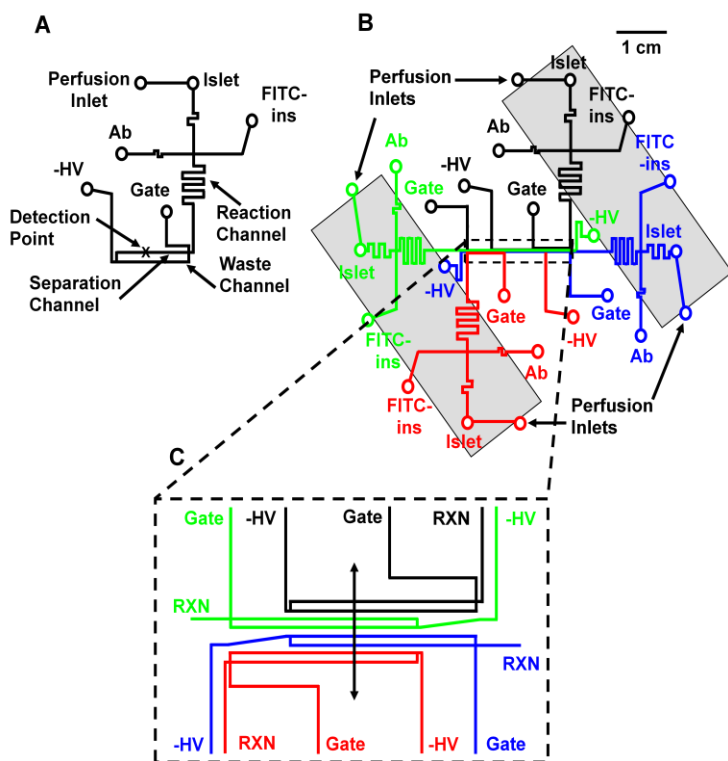 A
Perfusion
Inlet
Islet
FITC-
ins
Ab
-HV
Gate
Detection
Point
Reaction
Channel
Separation
Channel
Waste
Channel
B
1 cm
Perfusion
Inlets
Islet
FITC-
ins
Ab
-HV
Gate
FITC
-ins
Ab
Gate
-HV
Islet
Islet
-HV
Gate
Ab
FITC-
ins
Gate
-HV
Ab
FITC-
ins
Islet
Perfusion
Inlets
C
Gate
-HV
Gate
RXN
-HV
RXN
RXN
-HV
RXN
Gate
-HV
Gate